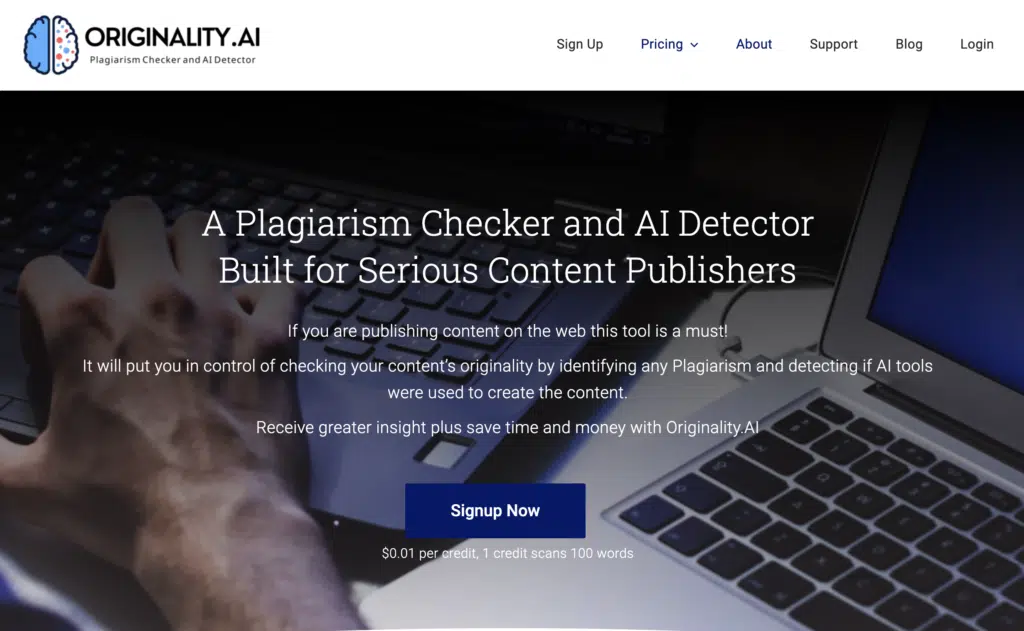 ORIGINALITY.AI
Plagiarism Checker and AI Detector
Sign Up
Pricing
About
Support
Blog
Login
A Plagiarism Checker and AI Detector
Built for Serious Content Publishers
If you are publishing content on the web this tool is a must!
It will put you in control of checking your content's originality by identifying any Plagiarism and detecting if AI tools
were used to create the content.
Receive greater insight plus save time and money with Originality.AI
Signup Now
$0.01 per credit, 1 credit scans 100 words